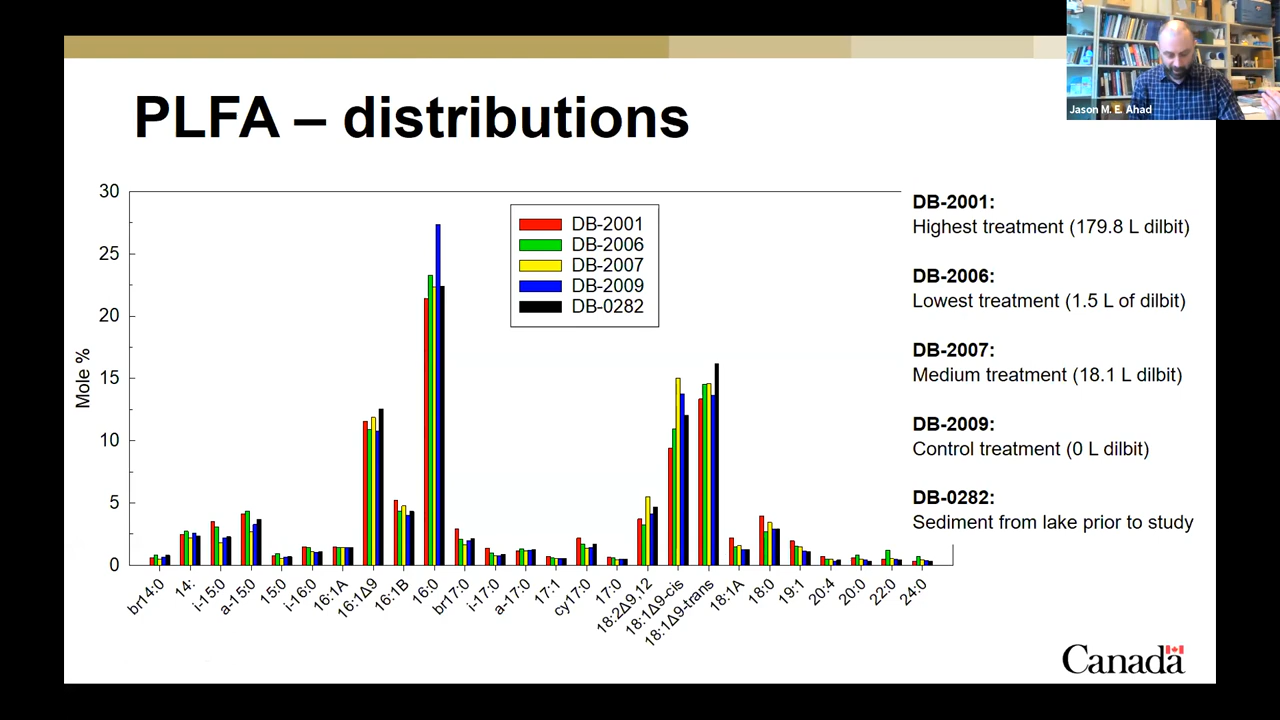 Jason M. E. Ahad
PLFA – distributions
30
25
20
15
10
5
0
Mole %
DB-2001
DB-2006
DB-2007
DB-2009
DB-0282
br14:0
14:
i-15:0
a-15:0
15:0
i-16:0
16:1A
16:1Δ9
16:1B
16:0
br17:0
i-17:0
a-17:0
17:1
cy17:0
17:0
18:2Δ9,12
18:1Δ9-cis
18:1Δ9-trans
18:1A
18:0
19:1
20:4
20:0
22:0
24:0
DB-2001:
Highest treatment (179.8 L dilbit)
DB-2006:
Lowest treatment (1.5 L of dilbit)
DB-2007:
Medium treatment (18.1 L dilbit)
DB-2009:
Control treatment (0 L dilbit)
DB-0282:
Sediment from lake prior to study
Canada